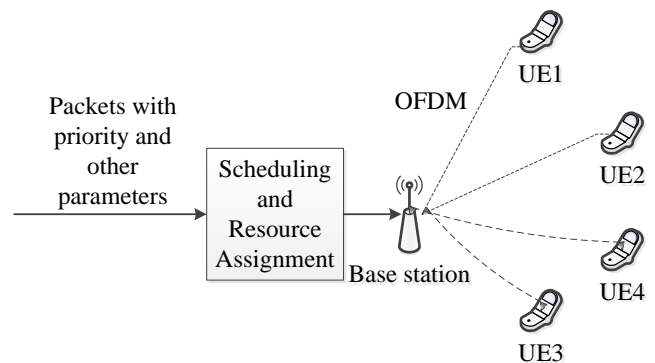 Packets with
priority and
other
parameters
Scheduling
and
Resource
Assignment
Base station
OFDM
UE1
UE2
UE4
UE3